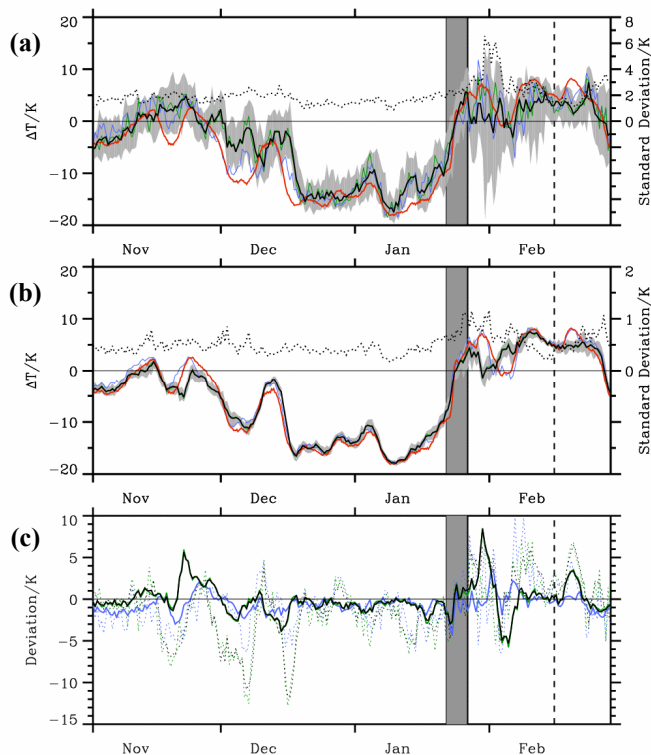 (a)
20
10
0
−10
−20
ΔT/K
8
6
4
2
0
Standard Deviation/K
Nov Dec Jan Feb
(b)
20
10
0
−10
−20
ΔT/K
2
1
0
Standard Deviation/K
Nov Dec Jan Feb
(c)
10
5
0
−5
−10
−15
Deviation/K
Nov Dec Jan Feb